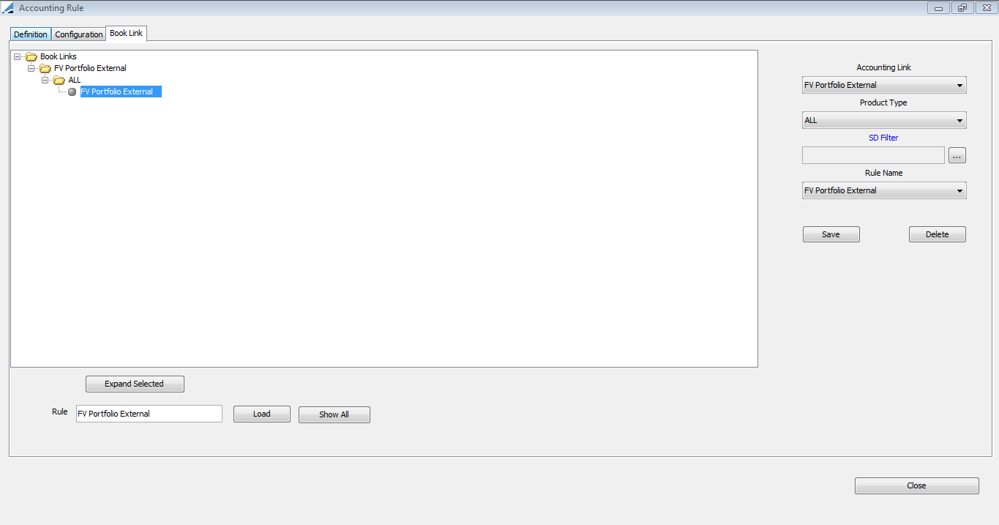 Accounting Rule
Definition Configuration Book Link
Book Links
FV Portfolio External
ALL
FV Portfolio External
Accounting Link
FV Portfolio External
Product Type
ALL
SD Filter
...
Rule Name
FV Portfolio External
Save Delete
Expand Selected
Rule FV Portfolio External Load Show All
Close